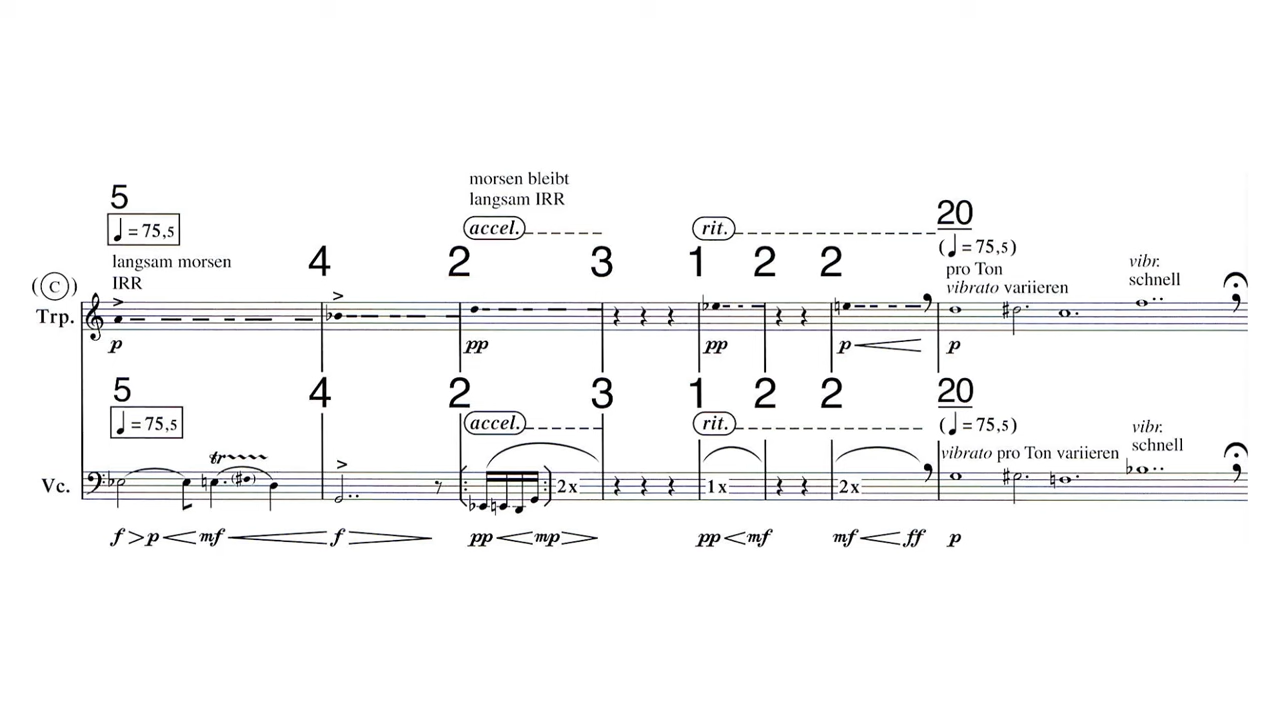 morsen bleibt
langsam IRR
5
♩ = 75,5
accel.
rit.
20
(♩ = 75,5)
langsam morsen
IRR
4
2
3
1
2
2
pro Ton
vibrato variieren
vibr.
schnell
(C)
Trp.
p
pp
pp
p
p
5
4
2
3
1
2
2
20
♩ = 75,5
accel.
rit.
(♩ = 75,5)
vibrato pro Ton variieren
vibr.
schnell
tr
Vc.
2x
1x
2x
f > p < mf
f
pp < mp >
pp < mf
mf < ff
p